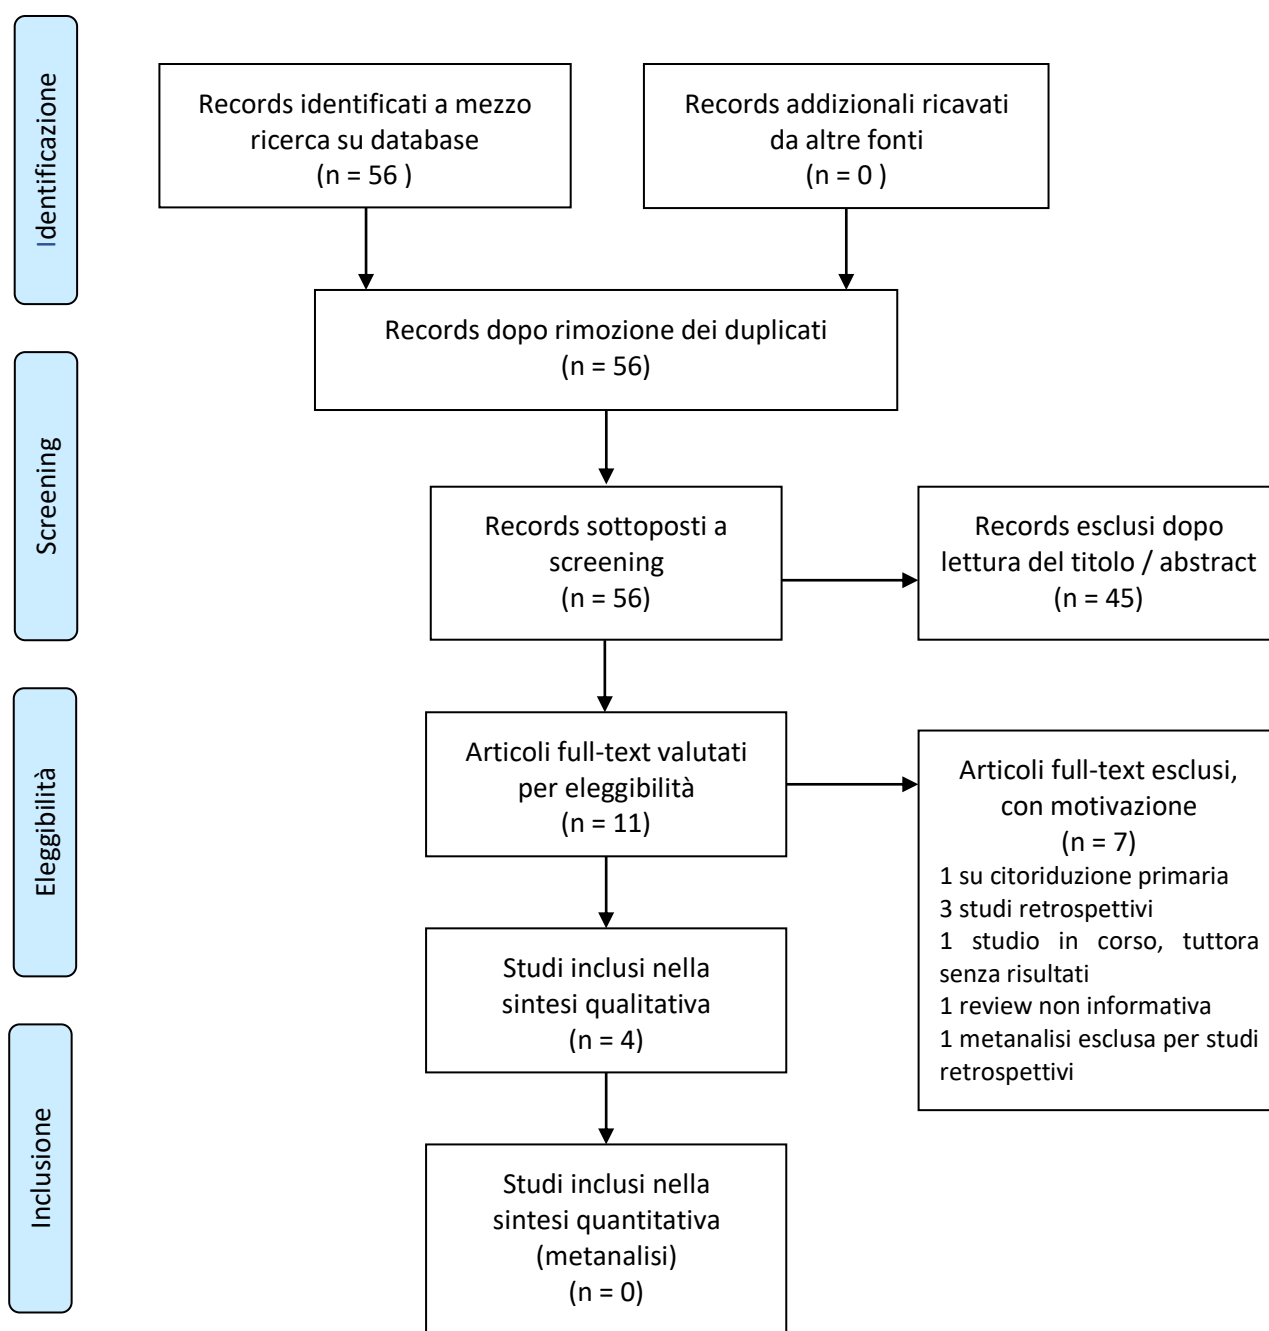 Identificazione
Records identificati a mezzo
ricerca su database
(n = 56 )
Records addizionali ricavati
da altre fonti
(n = 0 )
Records dopo rimozione dei duplicati
(n = 56)
Screening
Records sottoposti a
screening
(n = 56)
Records esclusi dopo
lettura del titolo / abstract
(n = 45)
Eleggibilità
Articoli full-text valutati
per eleggibilità
(n = 11)
Articoli full-text esclusi,
con motivazione
(n = 7)
1 su citoriduzione primaria
3 studi retrospettivi
1 studio in corso, tuttora
senza risultati
1 review non informativa
1 metanalisi esclusa per studi
retrospettivi
Studi inclusi nella
sintesi qualitativa
(n = 4)
Inclusione
Studi inclusi nella
sintesi quantitativa
(metanalisi)
(n = 0)